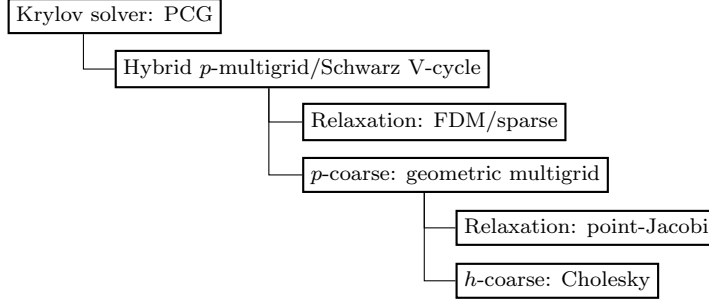 Krylov solver: PCG
Hybrid p-multigrid/Schwarz V-cycle
Relaxation: FDM/sparse
p-coarse: geometric multigrid
Relaxation: point-Jacobi
h-coarse: Cholesky